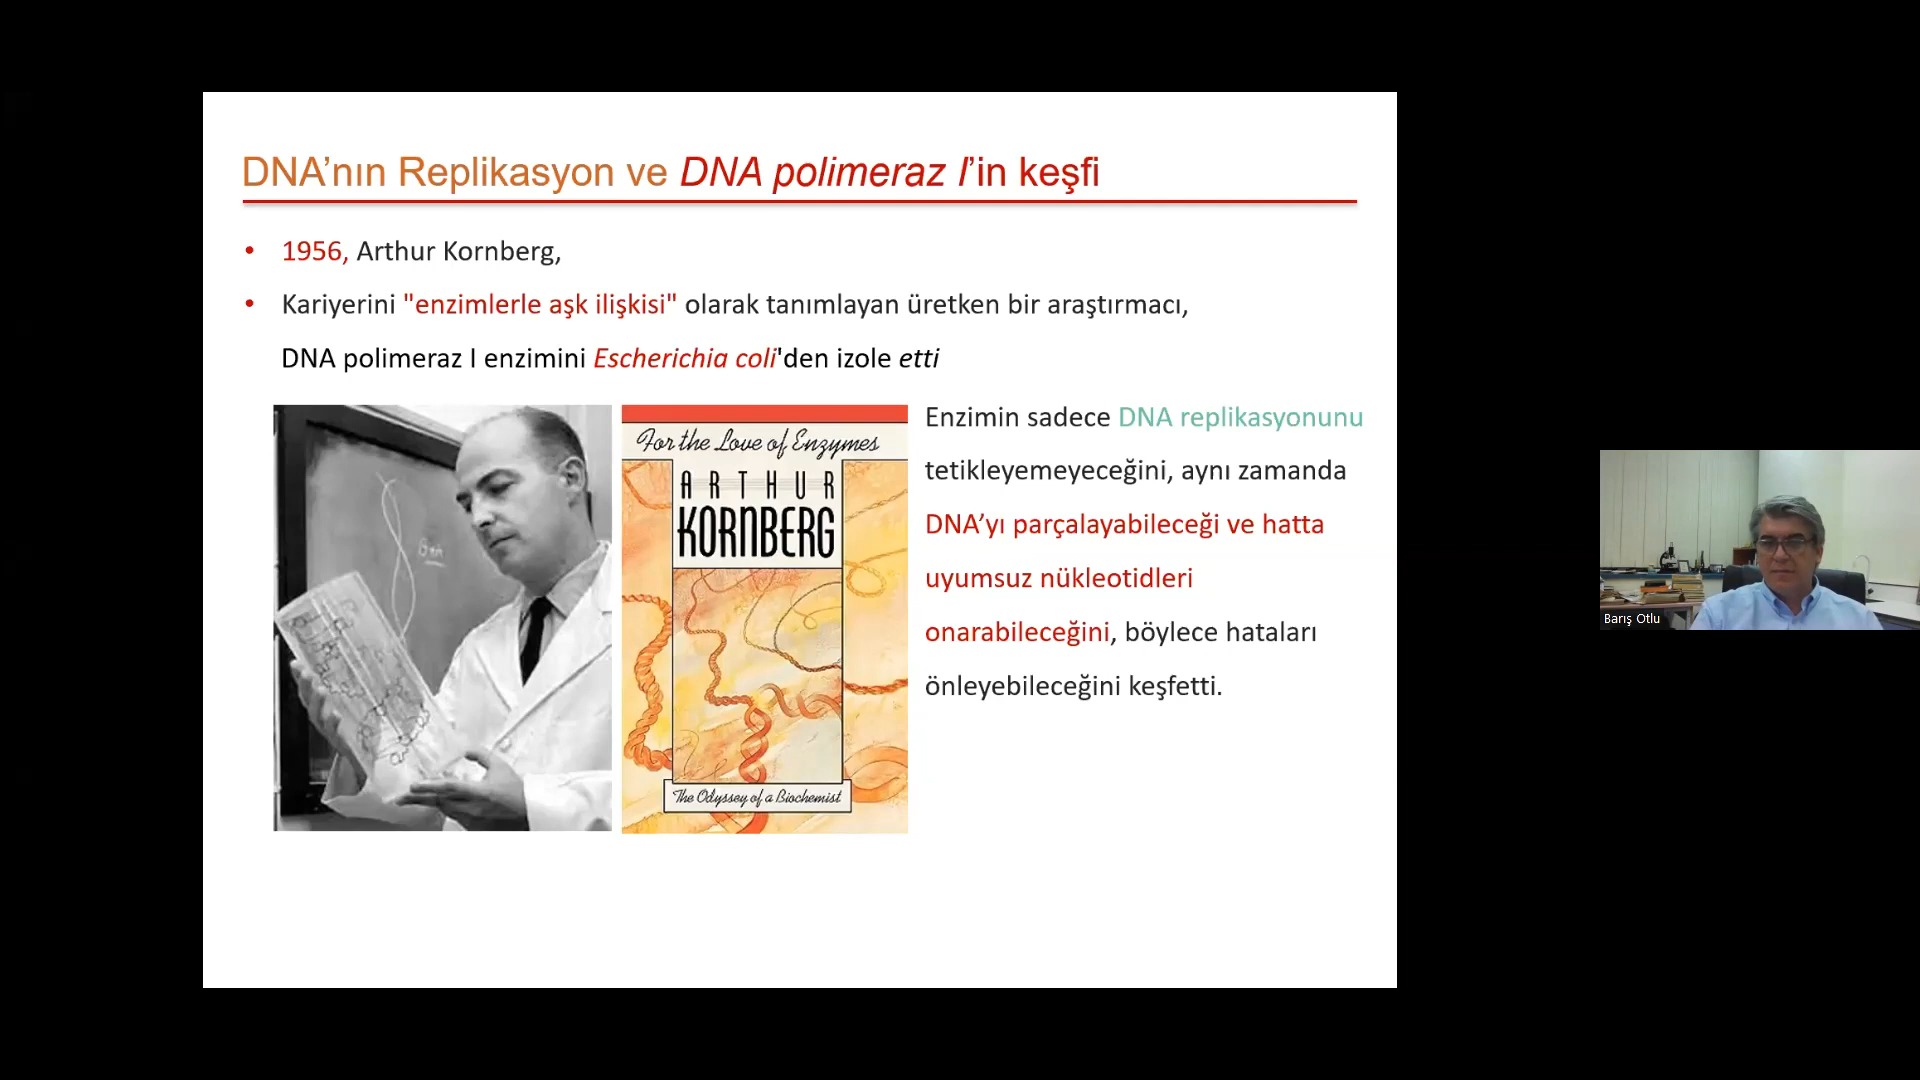 DNA’nın Replikasyon ve DNA polimeraz I’in keşfi
• 1956, Arthur Kornberg,
• Kariyerini "enzimlerle aşk ilişkisi" olarak tanımlayan üretken bir araştırmacı,
DNA polimeraz I enzimini Escherichia coli'den izole etti
For the Love of Enzymes
ARTHUR
KORNBERG
The Odyssey of a Biochemist
Enzimin sadece DNA replikasyonunu
tetikleyemeyeceğini, aynı zamanda
DNA’yı parçalayabileceği ve hatta
uyumsuz nükleotidleri
onarabileceğini, böylece hataları
önleyebileceğini keşfetti.
Barış Otlu